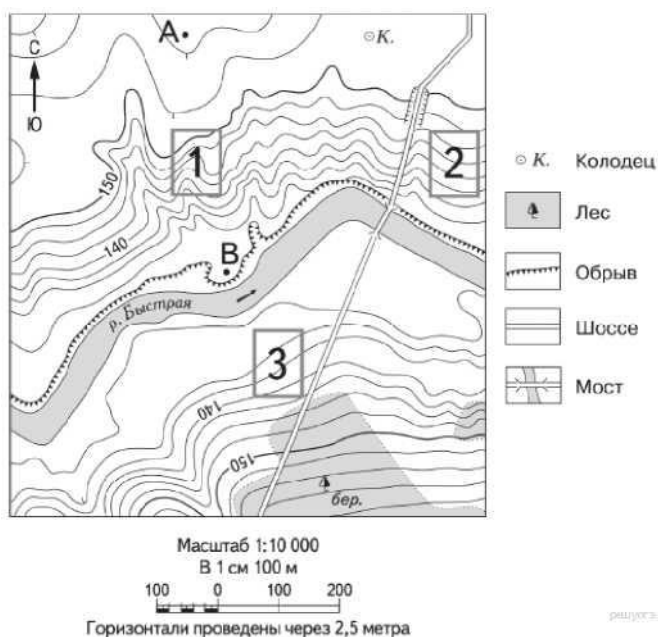 А
К.
С
Ю
1
2
150
140
В
р. Быстрая
3
140
150
бер.
К. Колодец
Лес
Обрыв
Шоссе
Мост
Масштаб 1:10 000
В 1 см 100 м
100 0 100 200
Горизонтали проведены через 2,5 метра